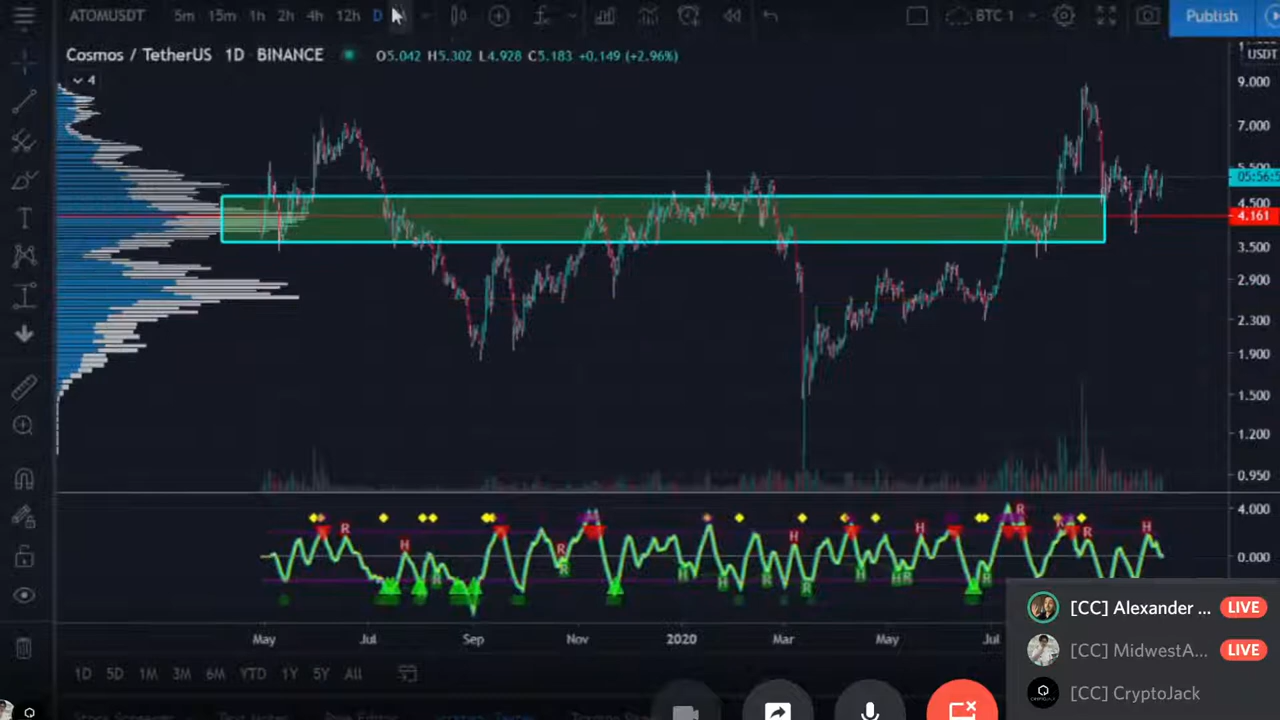 ATOMUSDT 5m 15m 1h 2h 4h 12h D BTC 1 Publish
Cosmos / TetherUS 1D BINANCE O5.042 H5.302 L4.928 C5.183 +0.149 (+2.96%)
USDT
4
9.000
7.000
05:56:5
4.500
4.161
3.500
2.900
2.300
1.900
1.500
1.200
0.950
4.000
0.000
R R H R R R H H H H R H R H R H H R H R R H
May Jul Sep Nov 2020 Mar May Jul
1D 5D 1M 3M 6M YTD 1Y 5Y All
[CC] Alexander ... LIVE
[CC] MidwestA... LIVE
[CC] CryptoJack